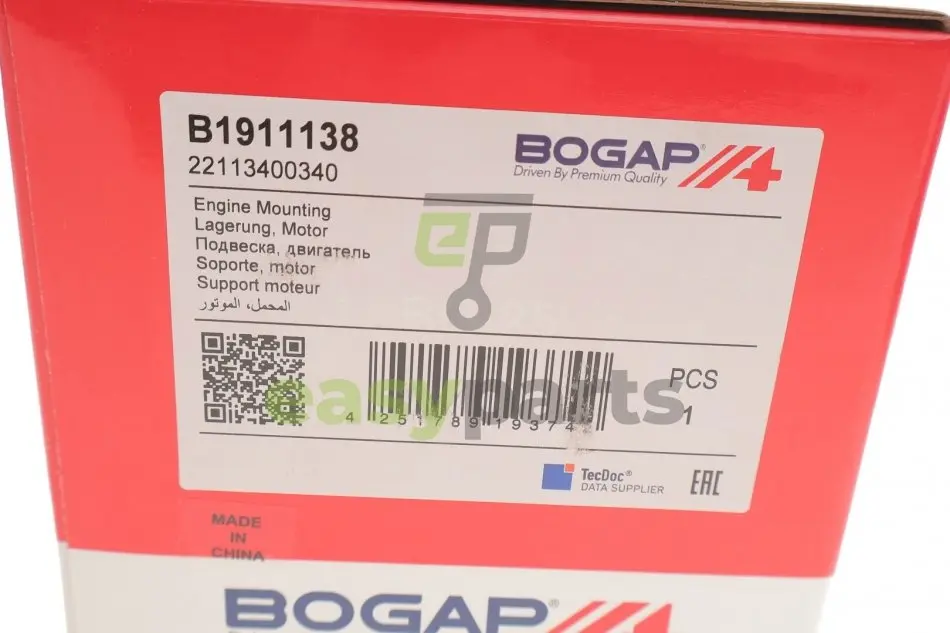 B1911138
22113400340
BOGAP
Driven By Premium Quality
Engine Mounting
Lagerung, Motor
Подвеска, двигатель
Soporte, motor
Support moteur
المحمل، الموتور
ep
easyparts
PCS
1
4 251789 19374
TecDoc®
DATA SUPPLIER
EAC
MADE
IN
CHINA
BOGAP